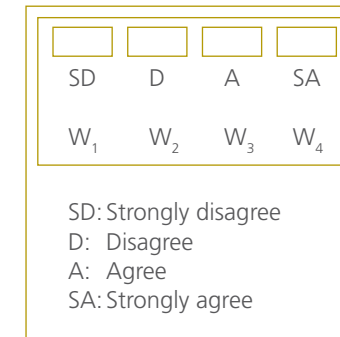 SD D A SA
W₁ W₂ W₃ W₄
SD: Strongly disagree
D: Disagree
A: Agree
SA: Strongly agree